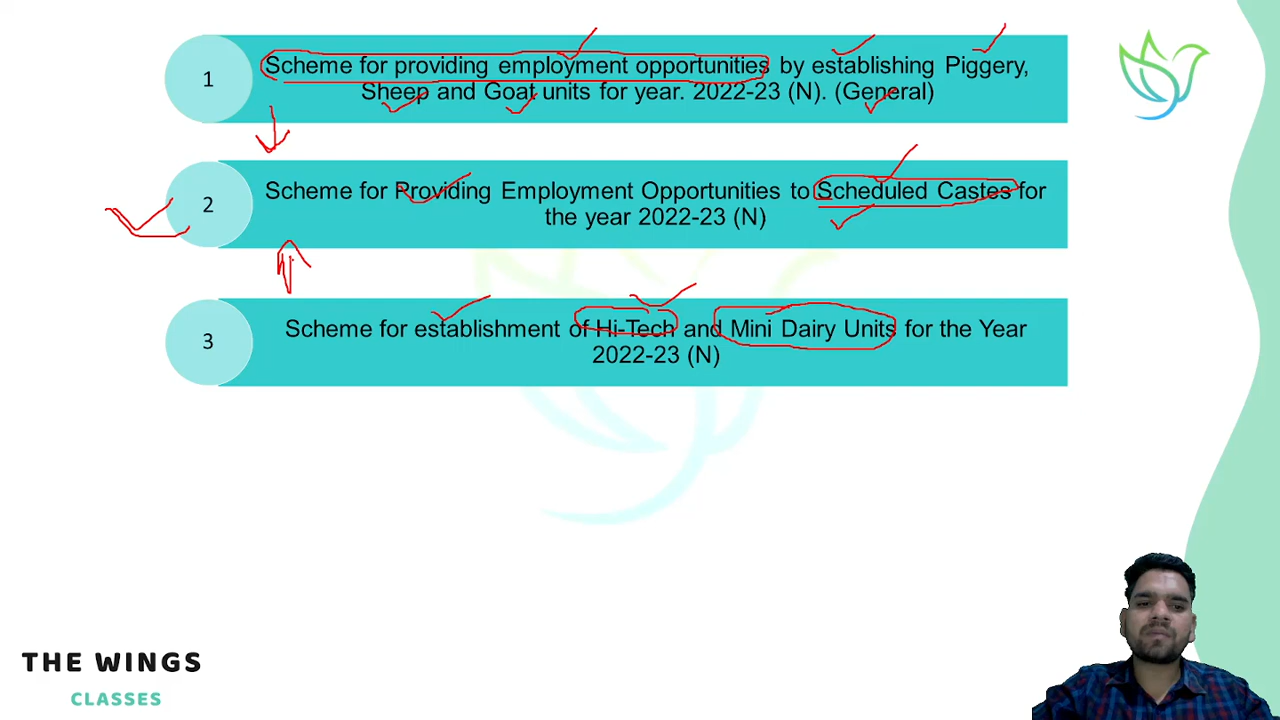 1
Scheme for providing employment opportunities by establishing Piggery,
Sheep and Goat units for year. 2022-23 (N). (General)
2
Scheme for Providing Employment Opportunities to Scheduled Castes for
the year 2022-23 (N)
3
Scheme for establishment of Hi-Tech and Mini Dairy Units for the Year
2022-23 (N)
THE WINGS
CLASSES